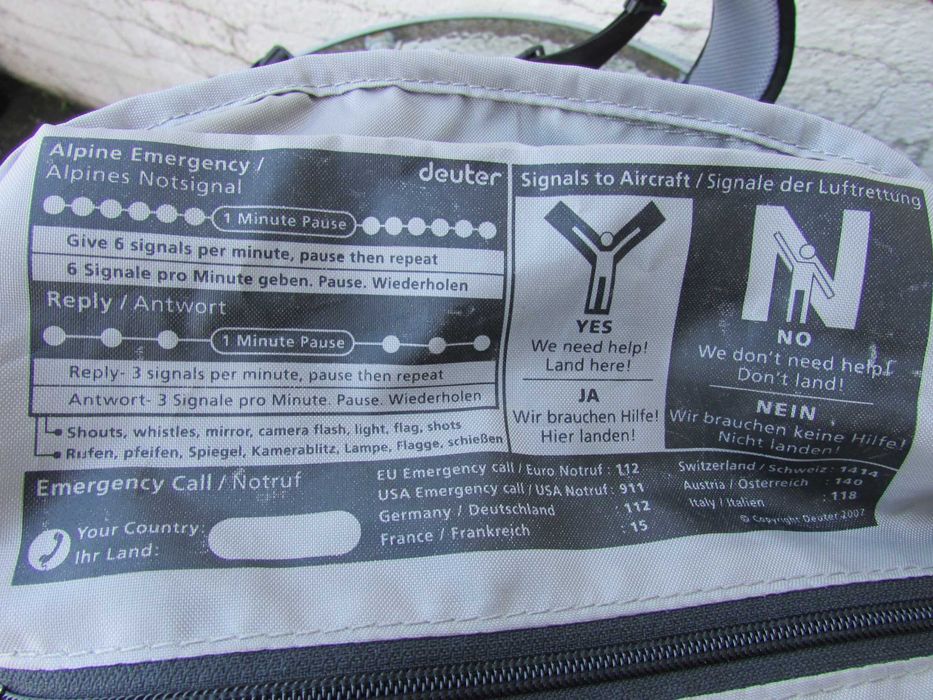 Alpine Emergency /
Alpines Notsignal
deuter
1 Minute Pause
Give 6 signals per minute, pause then repeat
6 Signale pro Minute geben. Pause. Wiederholen
Reply / Antwort
1 Minute Pause
Reply- 3 signals per minute, pause then repeat
Antwort- 3 Signale pro Minute. Pause. Wiederholen
Shouts, whistles, mirror, camera flash, light, flag, shots
Rufen, pfeifen, Spiegel, Kamerablitz, Lampe, Flagge, schießen
Signals to Aircraft / Signale der Luftrettung
YES
We need help!
Land here!
JA
Wir brauchen Hilfe!
Hier landen!
N
NO
We don't need help!
Don't land!
NEIN
Wir brauchen keine Hilfe!
Nicht landen!
Emergency Call / Notruf
Your Country:
Ihr Land:
EU Emergency call / Euro Notruf : 112
USA Emergency call / USA Notruf : 911
Germany / Deutschland : 112
France / Frankreich : 15
Switzerland / Schweiz : 1414
Austria / Österreich : 140
Italy / Italien : 118
© Copyright Deuter 2007